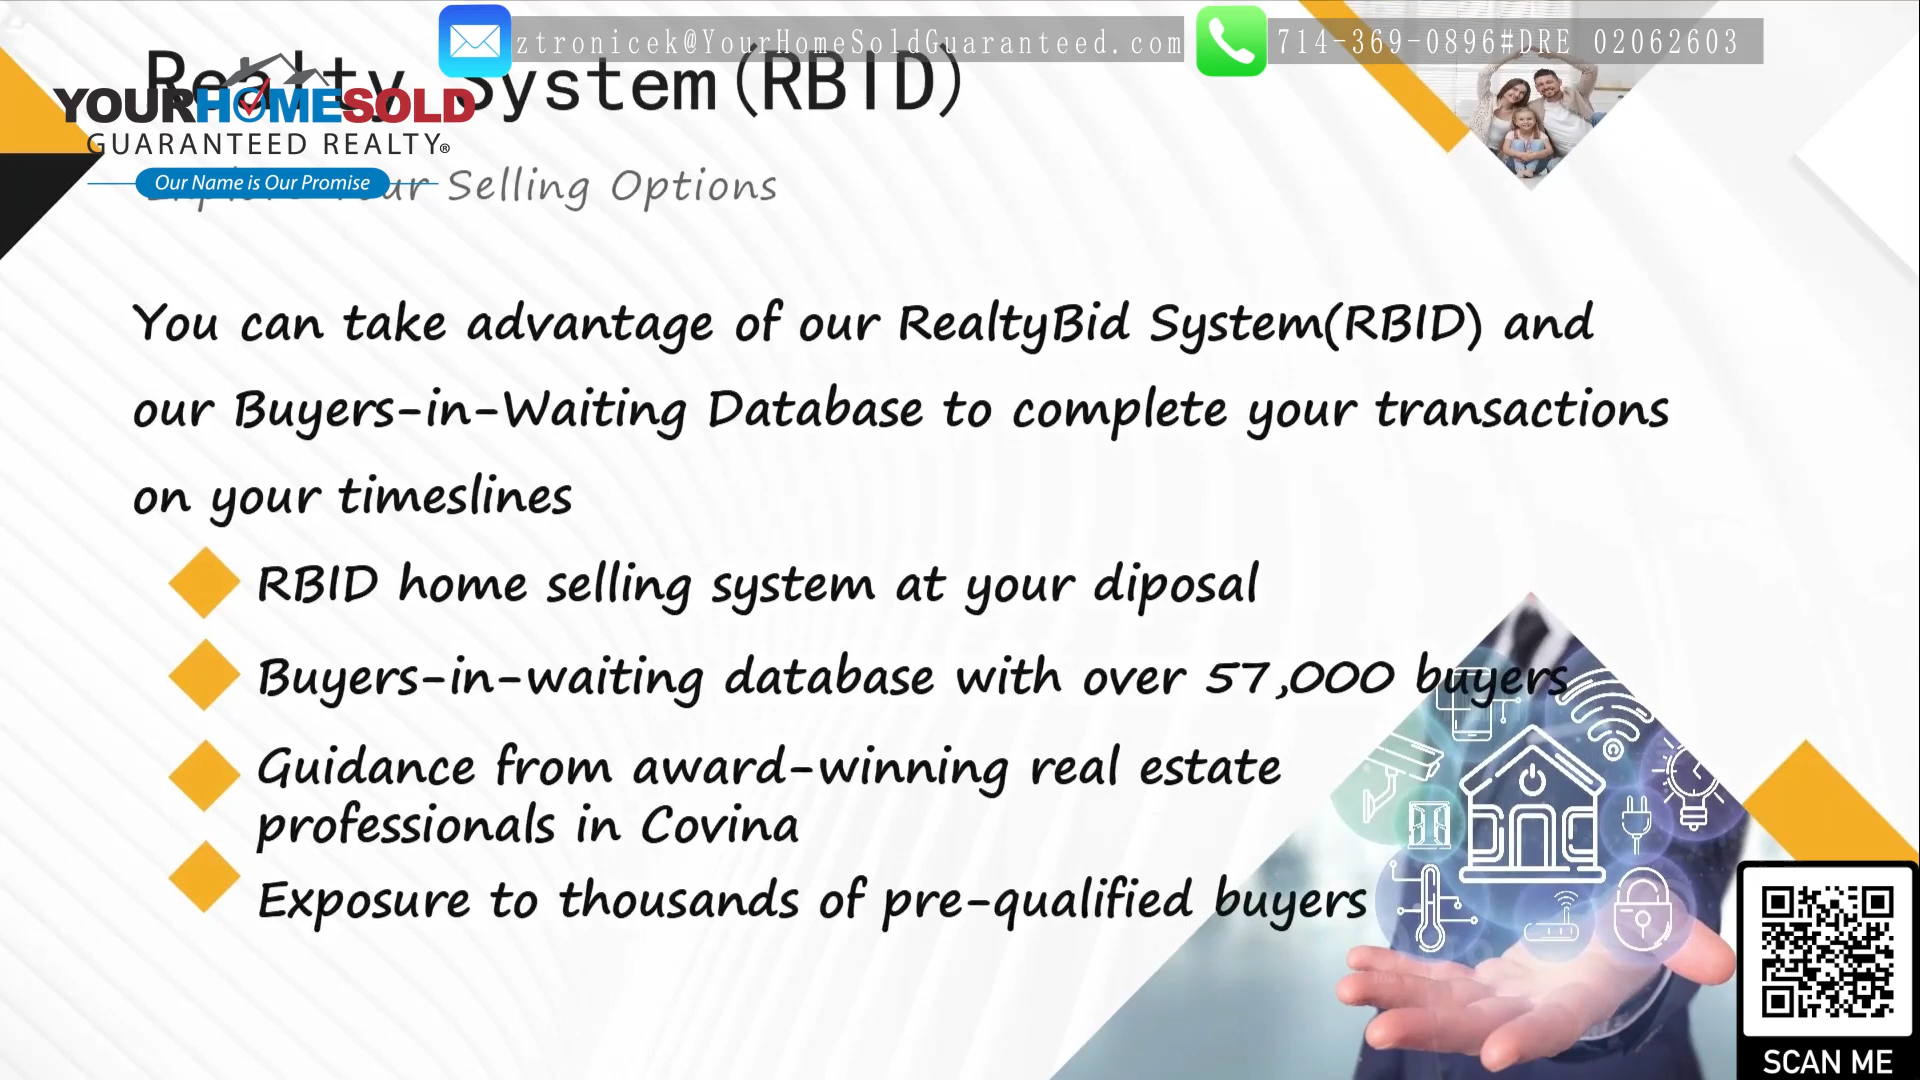 ztronicek@YourHomeSoldGuaranteed.com
714-369-0896#DRE 02062603
Realty System(RBID)
YOURHOMESOLD
GUARANTEED REALTY®
Our Name is Our Promise
Selling Options
You can take advantage of our RealtyBid System(RBID) and
our Buyers-in-Waiting Database to complete your transactions
on your timeslines
RBID home selling system at your diposal
Buyers-in-waiting database with over 57,000 buyers
Guidance from award-winning real estate
professionals in Covina
Exposure to thousands of pre-qualified buyers
SCAN ME